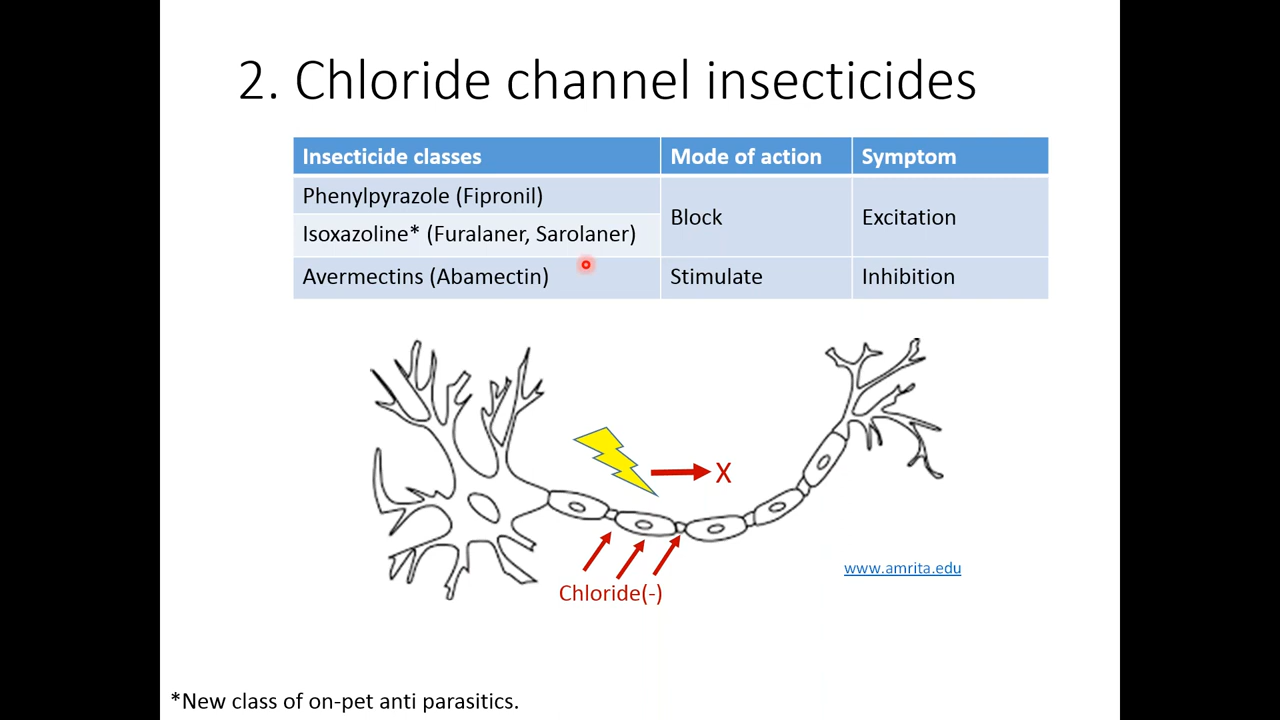 2. Chloride channel insecticides
Insecticide classes Mode of action Symptom
Phenylpyrazole (Fipronil)
Block Excitation
Isoxazoline* (Furalaner, Sarolaner)
Avermectins (Abamectin) Stimulate Inhibition
X
Chloride(-)
www.amrita.edu
*New class of on-pet anti parasitics.